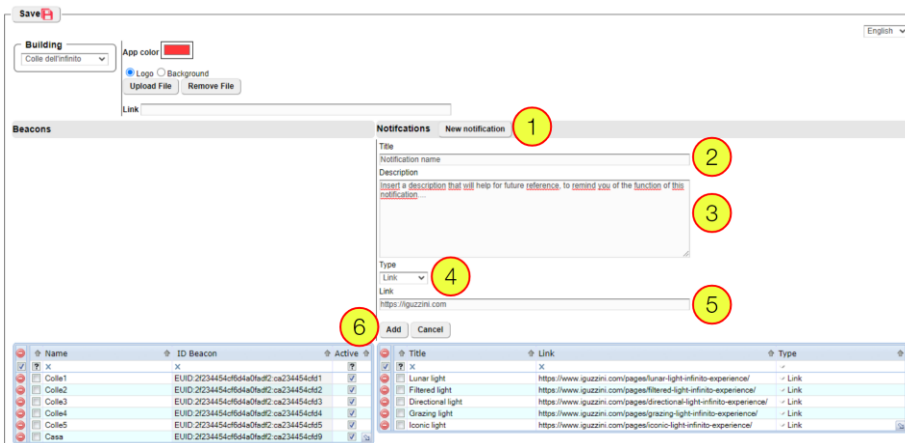 Save
English
Building
Colle dell'infinito
App color
Logo Background
Upload File Remove File
Link
Beacons
Notifcations New notification 1
Title
Notification name 2
Description
Insert a description that will help for future reference, to remind you of the function of this
notification.... 3
Type
Link 4
Link
https://iguzzini.com 5
6 Add Cancel
Name ID Beacon Active
? X X ?
Colle1 EUID:2f234454cf6d4a0fadf2:ca234454cfd1
Colle2 EUID:2f234454cf6d4a0fadf2:ca234454cfd2
Colle3 EUID:2f234454cf6d4a0fadf2:ca234454cfd3
Colle4 EUID:2f234454cf6d4a0fadf2:ca234454cfd4
Colle5 EUID:2f234454cf6d4a0fadf2:ca234454cfd5
Casa EUID:2f234454cf6d4a0fadf2:ca234454cfd9
Title Link Type
? X X
Lunar light https://www.iguzzini.com/pages/lunar-light-infinito-experience/ Link
Filtered light https://www.iguzzini.com/pages/filtered-light-infinito-experience/ Link
Directional light https://www.iguzzini.com/pages/directional-light-infinito-experience/ Link
Grazing light https://www.iguzzini.com/pages/grazing-light-infinito-experience/ Link
Iconic light https://www.iguzzini.com/pages/iconic-light-infinito-experience/ Link